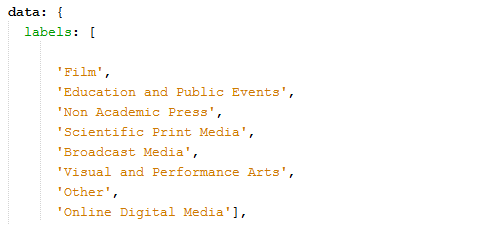 data: {
labels: [
'Film',
'Education and Public Events',
'Non Academic Press',
'Scientific Print Media',
'Broadcast Media',
'Visual and Performance Arts',
'Other',
'Online Digital Media'],